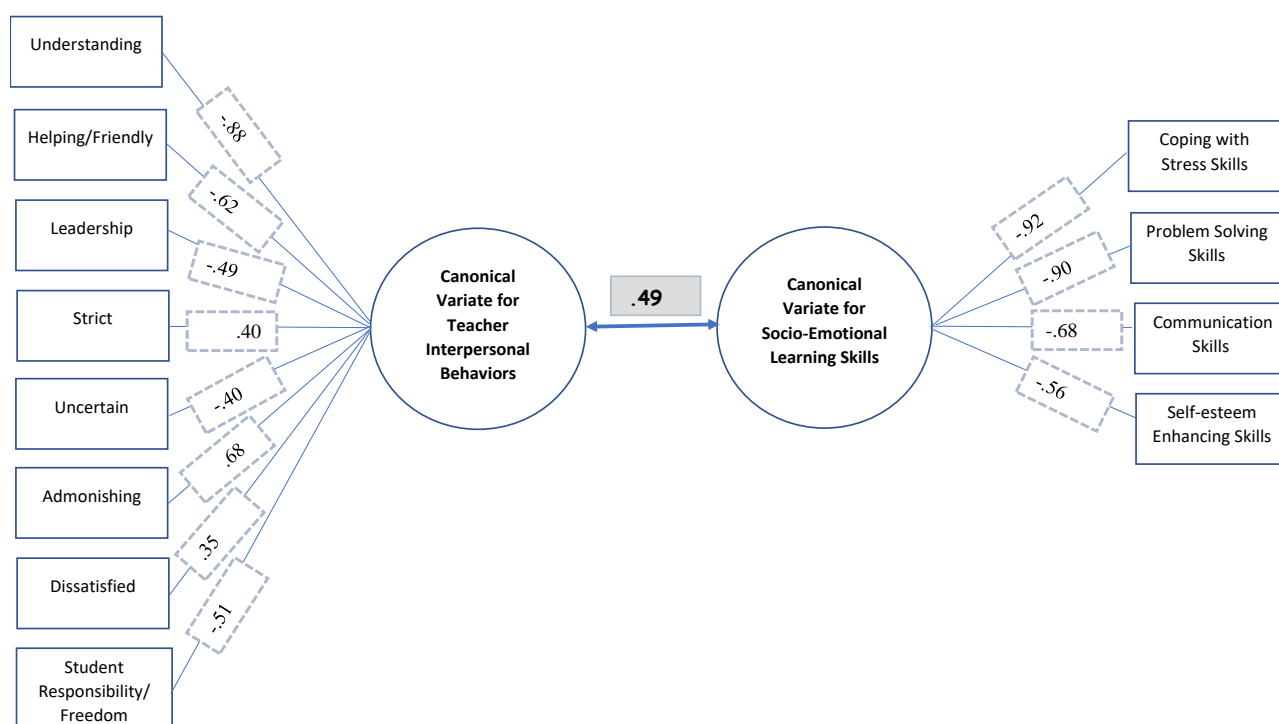 Understanding
-.88
Helping/Friendly
-.62
Leadership
-.49
Strict
.40
Uncertain
-.40
Admonishing
.68
Dissatisfied
.35
Student
Responsibility/
Freedom
-.51
Canonical
Variate for
Teacher
Interpersonal
Behaviors
.49
Canonical
Variate for
Socio-Emotional
Learning Skills
-.92
Coping with
Stress Skills
-.90
Problem Solving
Skills
-.68
Communication
Skills
-.56
Self-esteem
Enhancing Skills